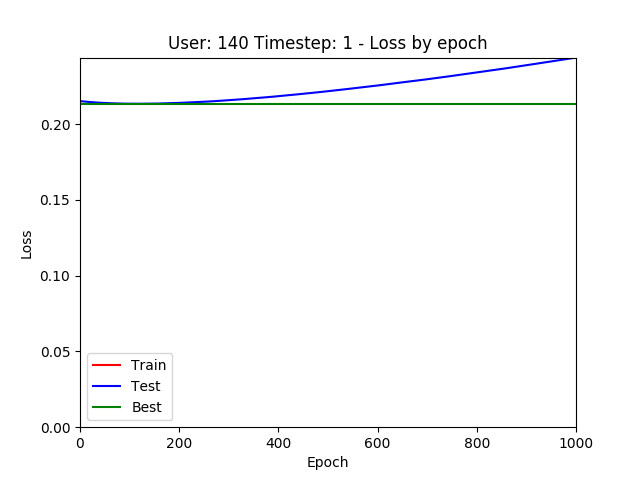 User: 140 Timestep: 1 - Loss by epoch
Loss
0.20
0.15
0.10
0.05
0.00
Train
Test
Best
0 200 400 600 800 1000
Epoch